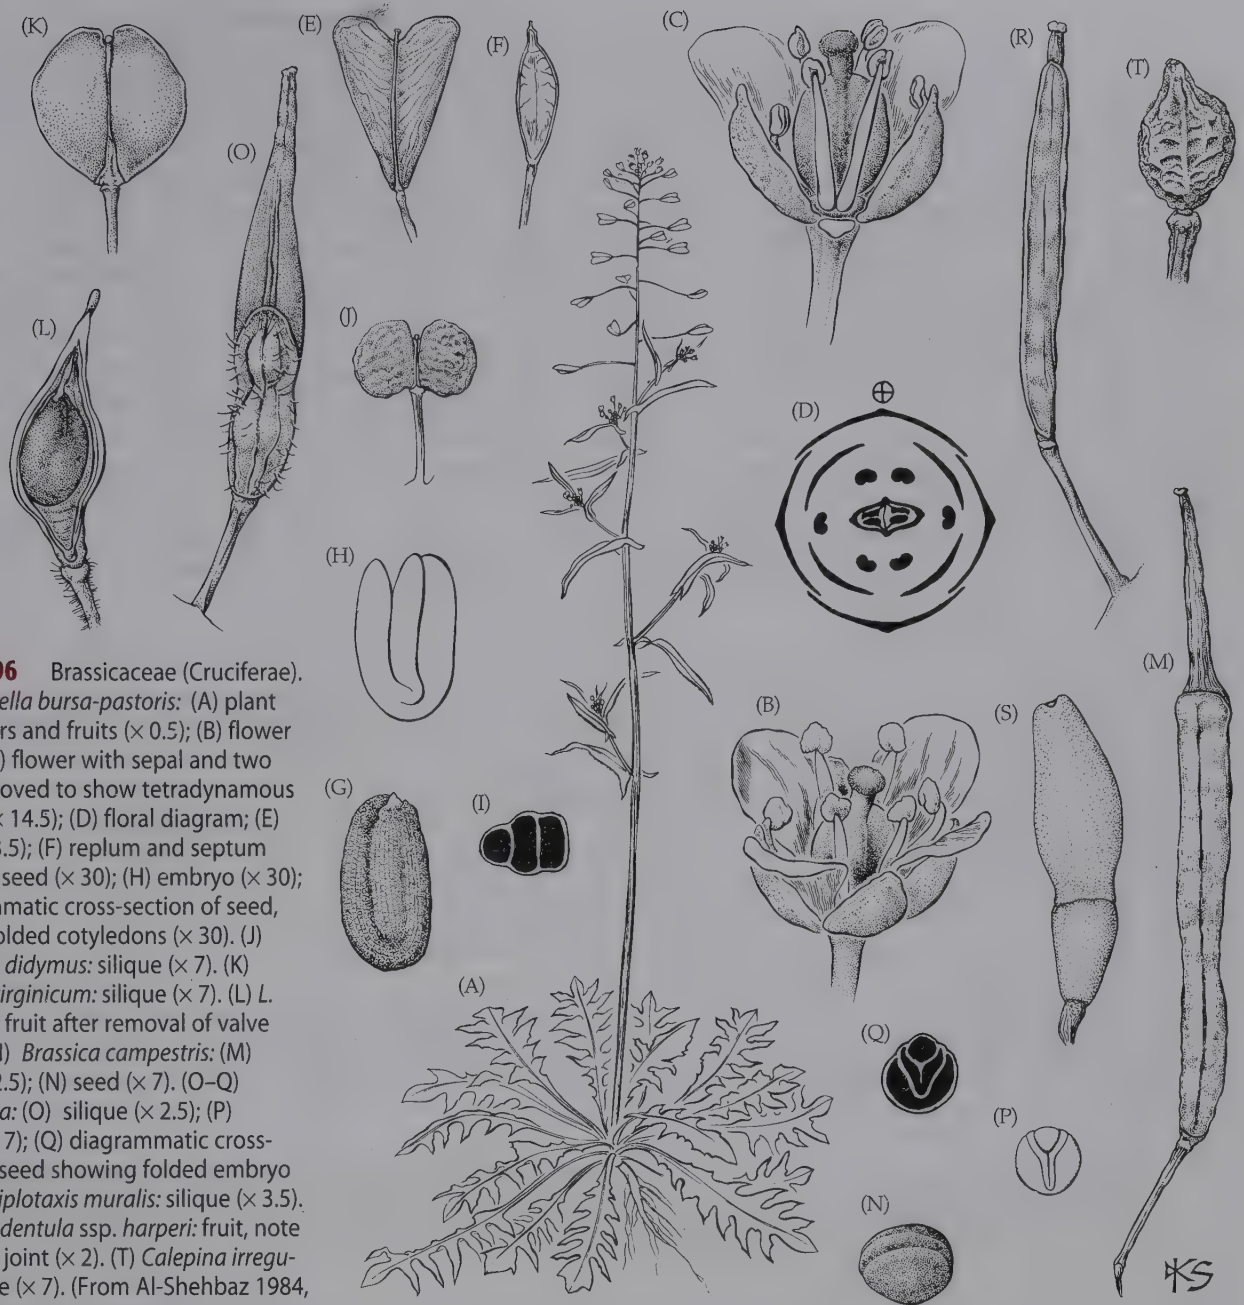 (K)
(E)
(F)
(C)
(R)
(T)
(O)
(L)
(J)
(D)
(H)
(M)
(B)
(S)
(G)
(I)
(A)
(Q)
(P)
(N)
KS
06 Brassicaceae (Cruciferae).
ella bursa-pastoris: (A) plant
rs and fruits (× 0.5); (B) flower
) flower with sepal and two
oved to show tetradynamous
× 14.5); (D) floral diagram; (E)
3.5); (F) replum and septum
seed (× 30); (H) embryo (× 30);
matic cross-section of seed,
olded cotyledons (× 30). (J)
didymus: silique (× 7). (K)
irginicum: silique (× 7). (L) L.
fruit after removal of valve
) Brassica campestris: (M)
2.5); (N) seed (× 7). (O–Q)
a: (O) silique (× 2.5); (P)
7); (Q) diagrammatic cross-
seed showing folded embryo
iplotaxis muralis: silique (× 3.5).
dentula ssp. harperi: fruit, note
joint (× 2). (T) Calepina irregu-
e (× 7). (From Al-Shehbaz 1984,